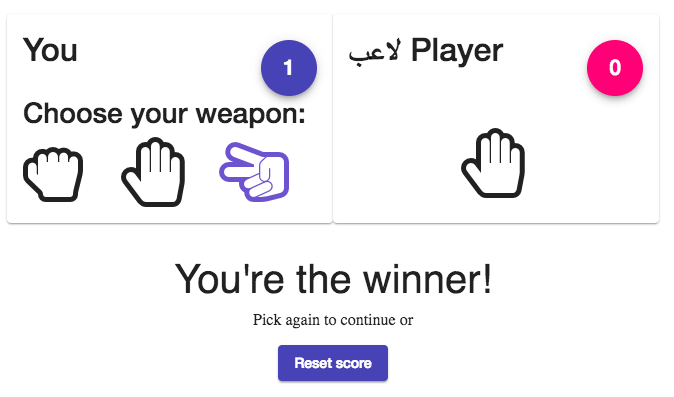 You
1
Choose your weapon:
لاعب Player
0
You're the winner!
Pick again to continue or
Reset score